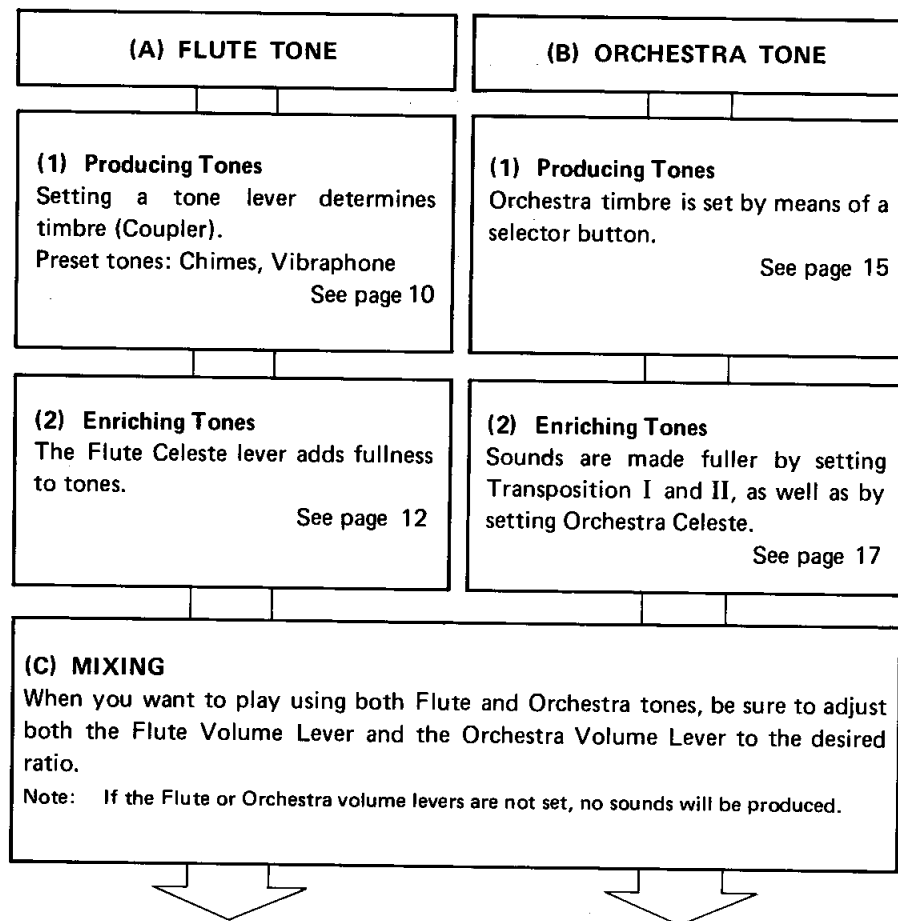 (A) FLUTE TONE
(1) Producing Tones
Setting a tone lever determines
timbre (Coupler).
Preset tones: Chimes, Vibraphone
See page 10
(2) Enriching Tones
The Flute Celeste lever adds fullness
to tones.
See page 12
(B) ORCHESTRA TONE
(1) Producing Tones
Orchestra timbre is set by means of a
selector button.
See page 15
(2) Enriching Tones
Sounds are made fuller by setting
Transposition I and II, as well as by
setting Orchestra Celeste.
See page 17
(C) MIXING
When you want to play using both Flute and Orchestra tones, be sure to adjust
both the Flute Volume Lever and the Orchestra Volume Lever to the desired
ratio.
Note: If the Flute or Orchestra volume levers are not set, no sounds will be produced.